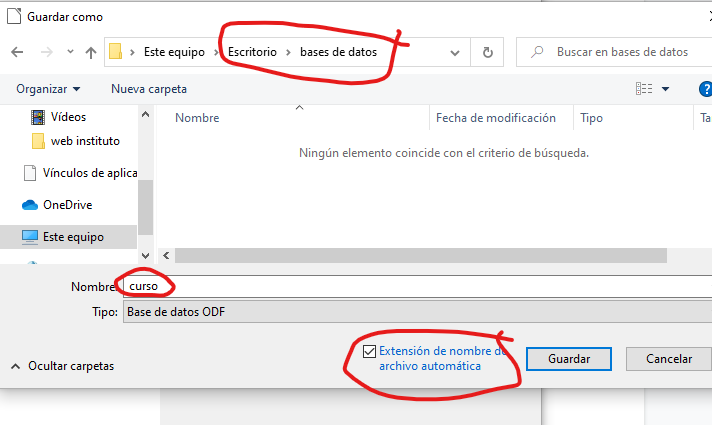 Guardar como
Este equipo > Escritorio > bases de datos
Buscar en bases de datos
Organizar
Nueva carpeta
?
Vídeos
web instituto
Vínculos de aplica
OneDrive
Este equipo
Nombre
Fecha de modificación
Tipo
Ta
Ningún elemento coincide con el criterio de búsqueda.
Nombre:
curso
Tipo:
Base de datos ODF
Extensión de nombre de
archivo automática
Ocultar carpetas
Guardar
Cancelar